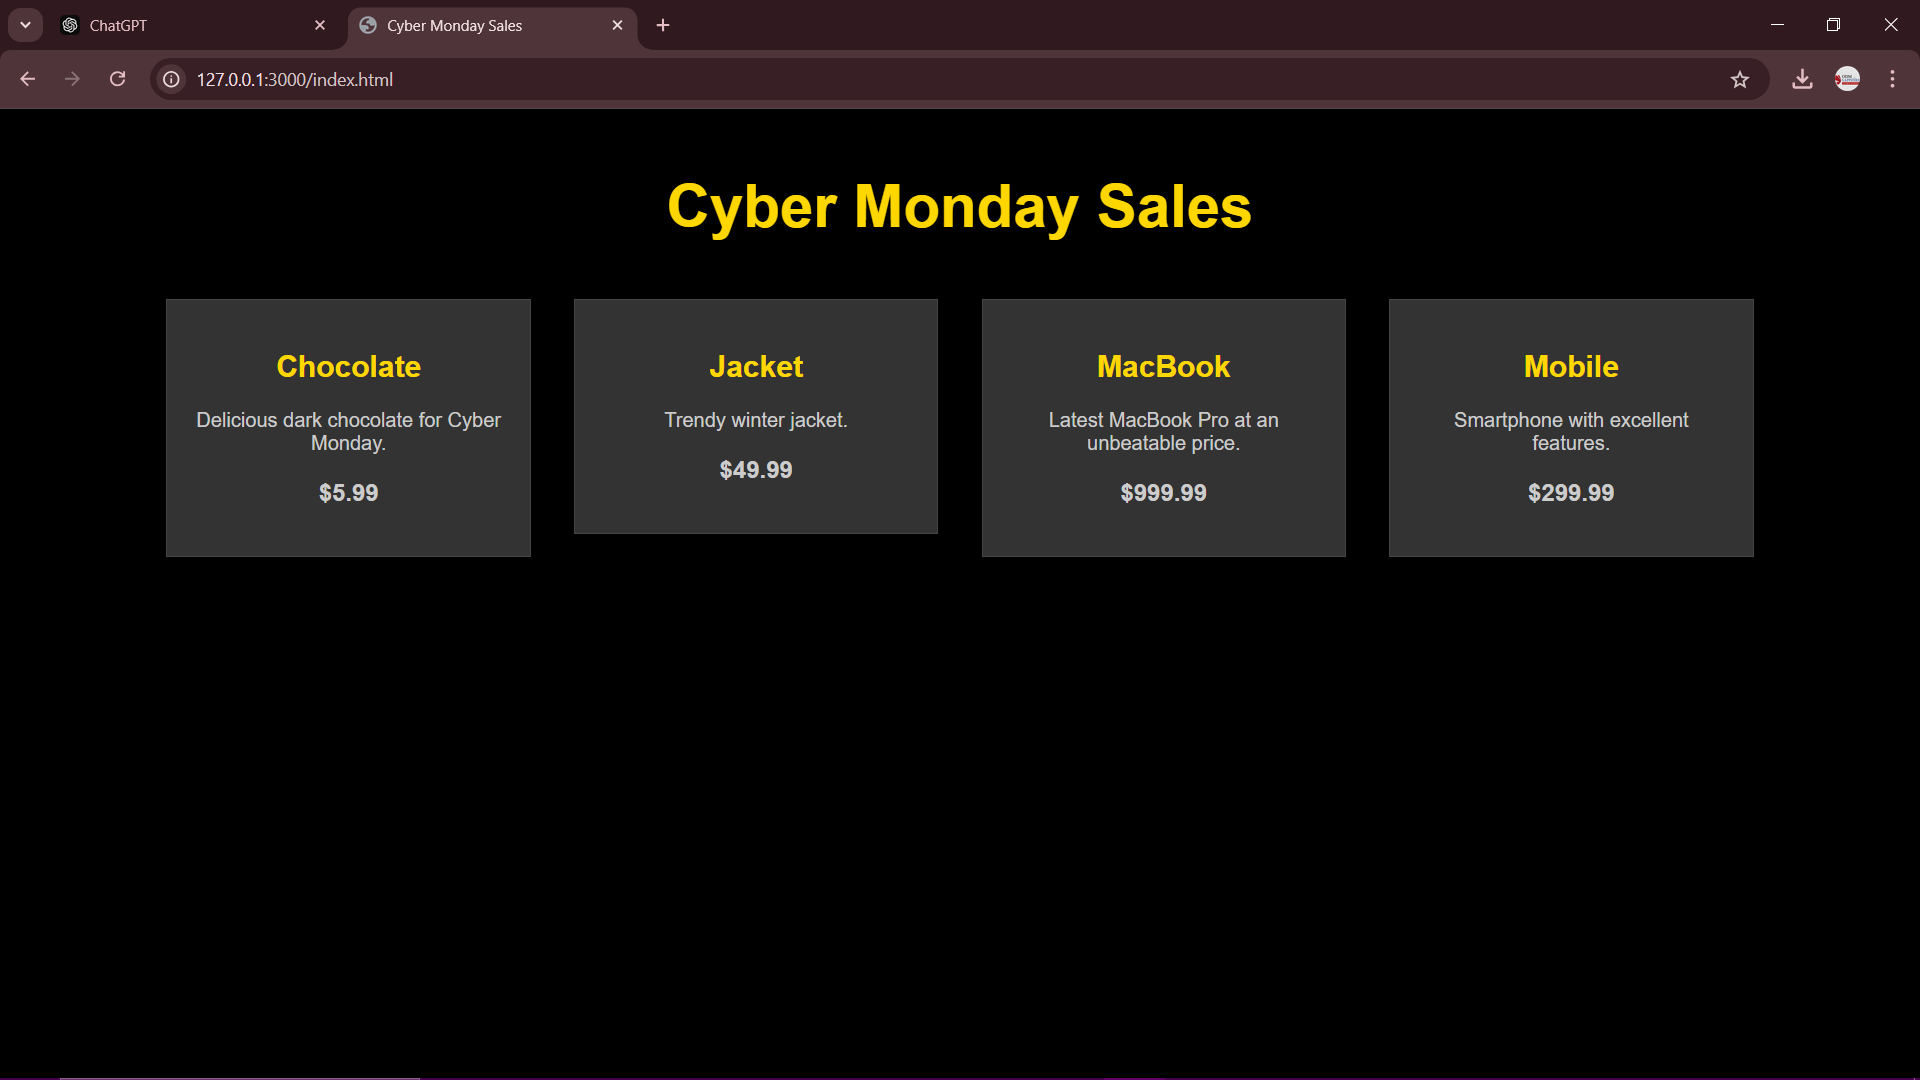 ChatGPT
Cyber Monday Sales
127.0.0.1:3000/index.html
Cyber Monday Sales
Chocolate
Delicious dark chocolate for Cyber
Monday.
$5.99
Jacket
Trendy winter jacket.
$49.99
MacBook
Latest MacBook Pro at an
unbeatable price.
$999.99
Mobile
Smartphone with excellent
features.
$299.99